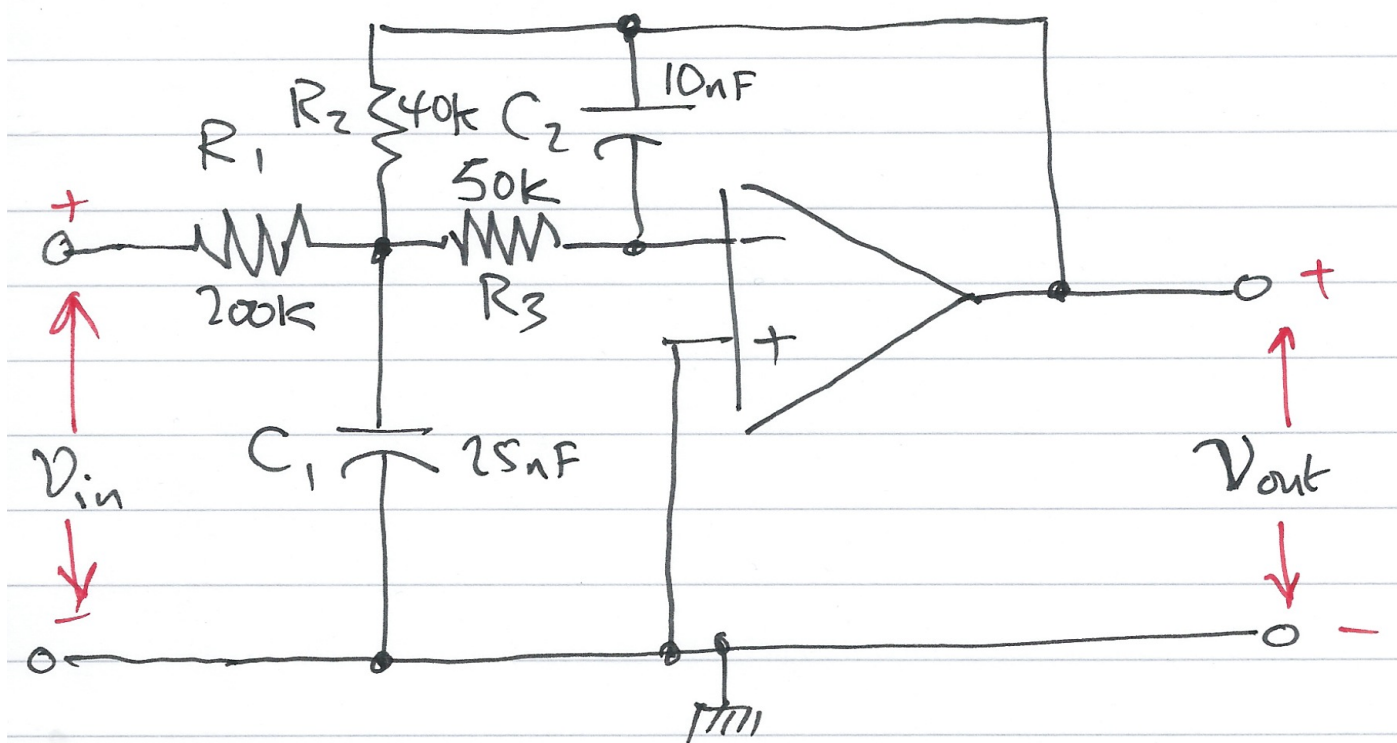 10nF
R2 40k C2
R1
50k
+
−
200k
R3
+
+
C1 25nF
Vin
Vout
−
−